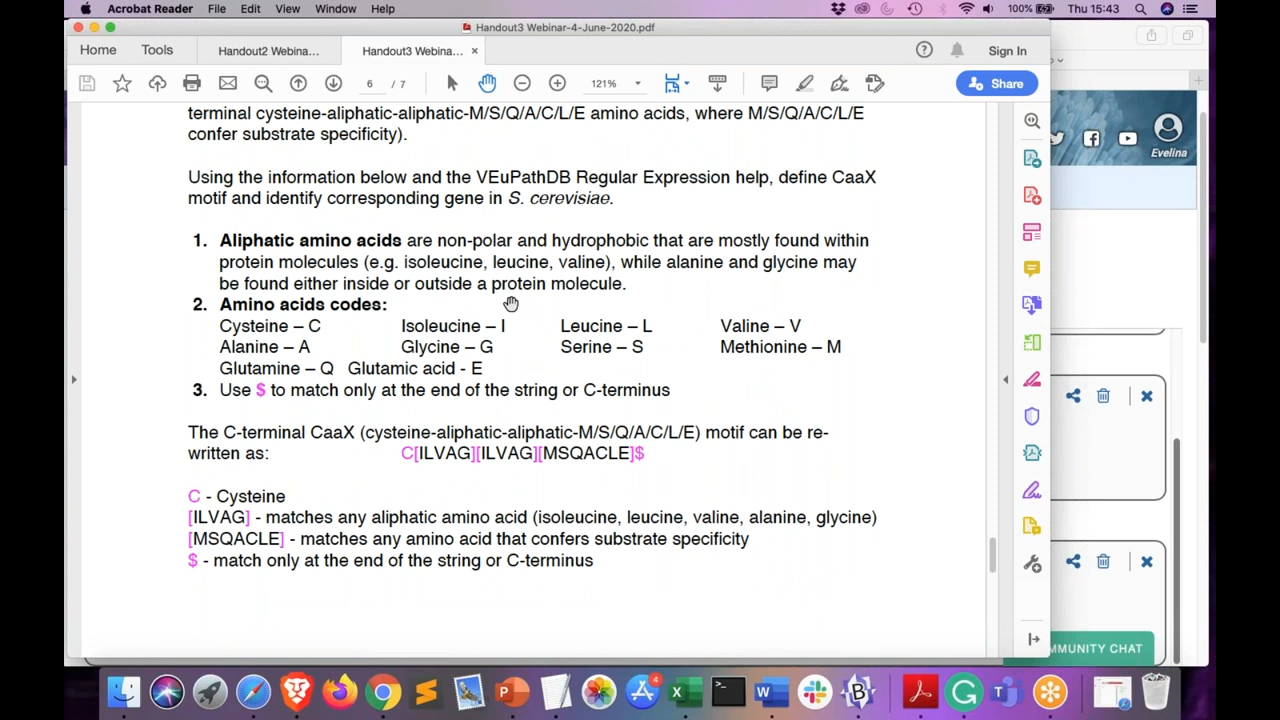 Acrobat Reader File Edit View Window Help 100% Thu 15:43
Handout3 Webinar-4-June-2020.pdf
Home Tools Handout2 Webina... Handout3 Webina... × Sign In
6 / 7 121% Share
terminal cysteine-aliphatic-aliphatic-M/S/Q/A/C/L/E amino acids, where M/S/Q/A/C/L/E
confer substrate specificity).
Using the information below and the VEuPathDB Regular Expression help, define CaaX
motif and identify corresponding gene in S. cerevisiae.
1. Aliphatic amino acids are non-polar and hydrophobic that are mostly found within
protein molecules (e.g. isoleucine, leucine, valine), while alanine and glycine may
be found either inside or outside a protein molecule.
2. Amino acids codes:
Cysteine – C Isoleucine – I Leucine – L Valine – V
Alanine – A Glycine – G Serine – S Methionine – M
Glutamine – Q Glutamic acid - E
3. Use $ to match only at the end of the string or C-terminus
The C-terminal CaaX (cysteine-aliphatic-aliphatic-M/S/Q/A/C/L/E) motif can be re-
written as: C[ILVAG][ILVAG][MSQACLE]$
C - Cysteine
[ILVAG] - matches any aliphatic amino acid (isoleucine, leucine, valine, alanine, glycine)
[MSQACLE] - matches any amino acid that confers substrate specificity
$ - match only at the end of the string or C-terminus
Evelina
MMUNITY CHAT
4